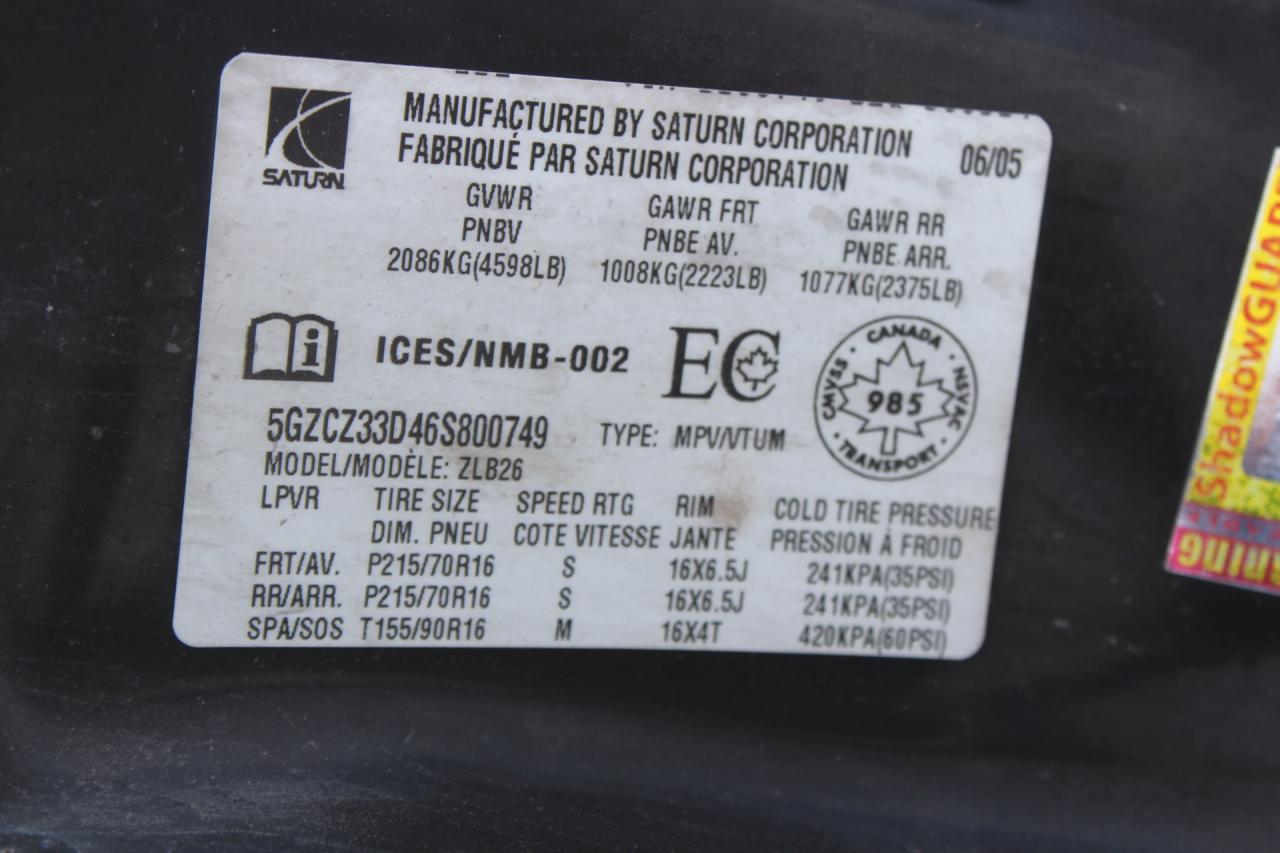 MANUFACTURED BY SATURN CORPORATION 06/05
FABRIQUÉ PAR SATURN CORPORATION
SATURN
GVWR GAWR FRT GAWR RR
PNBV PNBE AV. PNBE ARR.
2086KG(4598LB) 1008KG(2223LB) 1077KG(2375LB)
i ICES/NMB-002 EC
CANADA
CMVSS 985 NSVAC
TRANSPORT
5GZCZ33D46S800749 TYPE: MPV/VTUM
MODEL/MODÈLE: ZLB26
LPVR TIRE SIZE SPEED RTG RIM COLD TIRE PRESSURE
DIM. PNEU COTE VITESSE JANTE PRESSION À FROID
FRT/AV. P215/70R16 S 16X6.5J 241KPA(35PSI)
RR/ARR. P215/70R16 S 16X6.5J 241KPA(35PSI)
SPA/SOS T155/90R16 M 16X4T 420KPA(60PSI)
ShadowGUAR